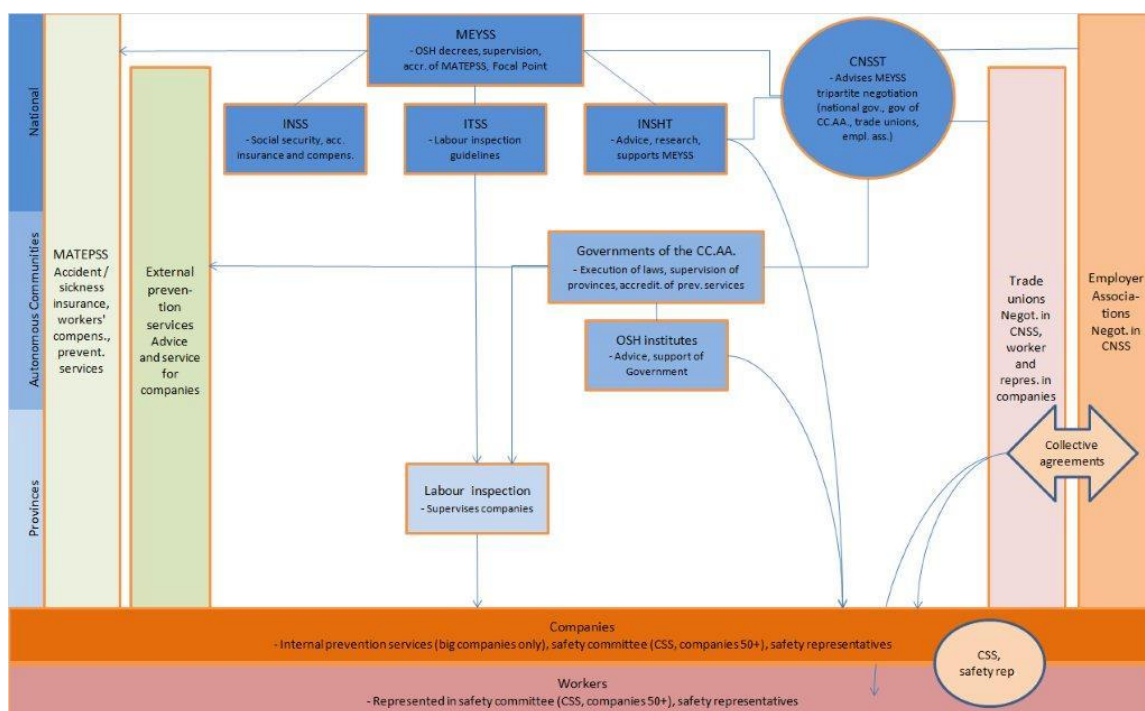 National
Autonomous Communities
Provinces
MATEPSS
Accident /
sickness
insurance,
workers'
compens.,
prevent.
services
External
preven-
tion
services
Advice
and service
for
companies
MEYSS
- OSH decrees, supervision,
accr. of MATEPSS, Focal Point
INSS
- Social security, acc.
insurance and compens.
ITSS
- Labour inspection
guidelines
INSHT
- Advice, research,
supports MEYSS
CNSST
- Advises MEYSS
tripartite negotiation
(national gov., gov of
CC.AA., trade unions,
empl. ass.)
Governments of the CC.AA.
- Execution of laws, supervision of
provinces, accredit. of prev. services
OSH institutes
- Advice, support of
Government
Labour inspection
- Supervises companies
Trade
unions
Negot. in
CNSS,
worker
and
repres. in
companies
Employer
Associa-
tions
Negot. in
CNSS
Collective
agreements
Companies
- Internal prevention services (big companies only), safety committee (CSS, companies 50+), safety representatives
CSS,
safety rep
Workers
- Represented in safety committee (CSS, companies 50+), safety representatives